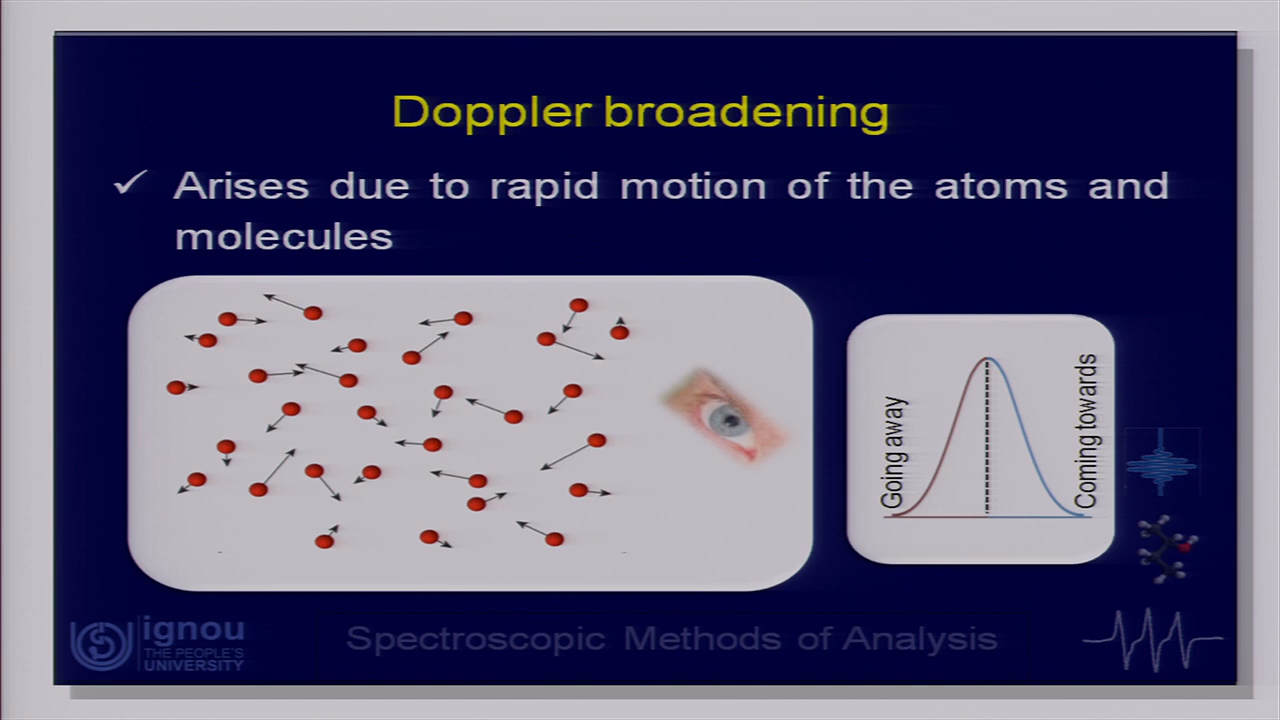 Doppler broadening
✓ Arises due to rapid motion of the atoms and
molecules
Going away
Coming towards
ignou
THE PEOPLE'S
UNIVERSITY
Spectroscopic Methods of Analysis